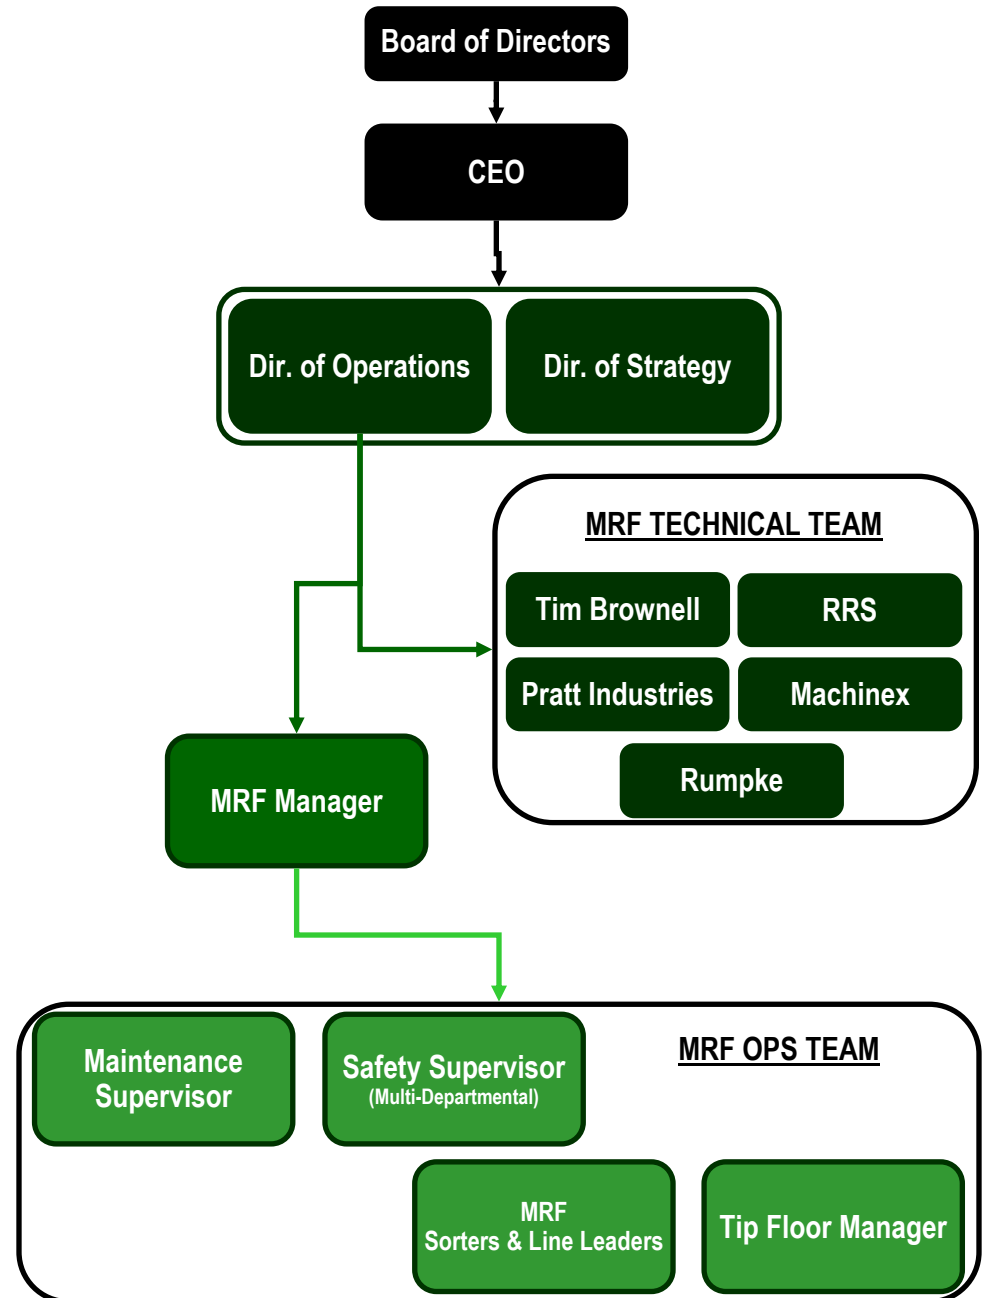 Board of Directors
CEO
Dir. of Operations
Dir. of Strategy
MRF TECHNICAL TEAM
Tim Brownell
RRS
Pratt Industries
Machinex
Rumpke
MRF Manager
MRF OPS TEAM
Maintenance
Supervisor
Safety Supervisor
(Multi-Departmental)
MRF
Sorters & Line Leaders
Tip Floor Manager